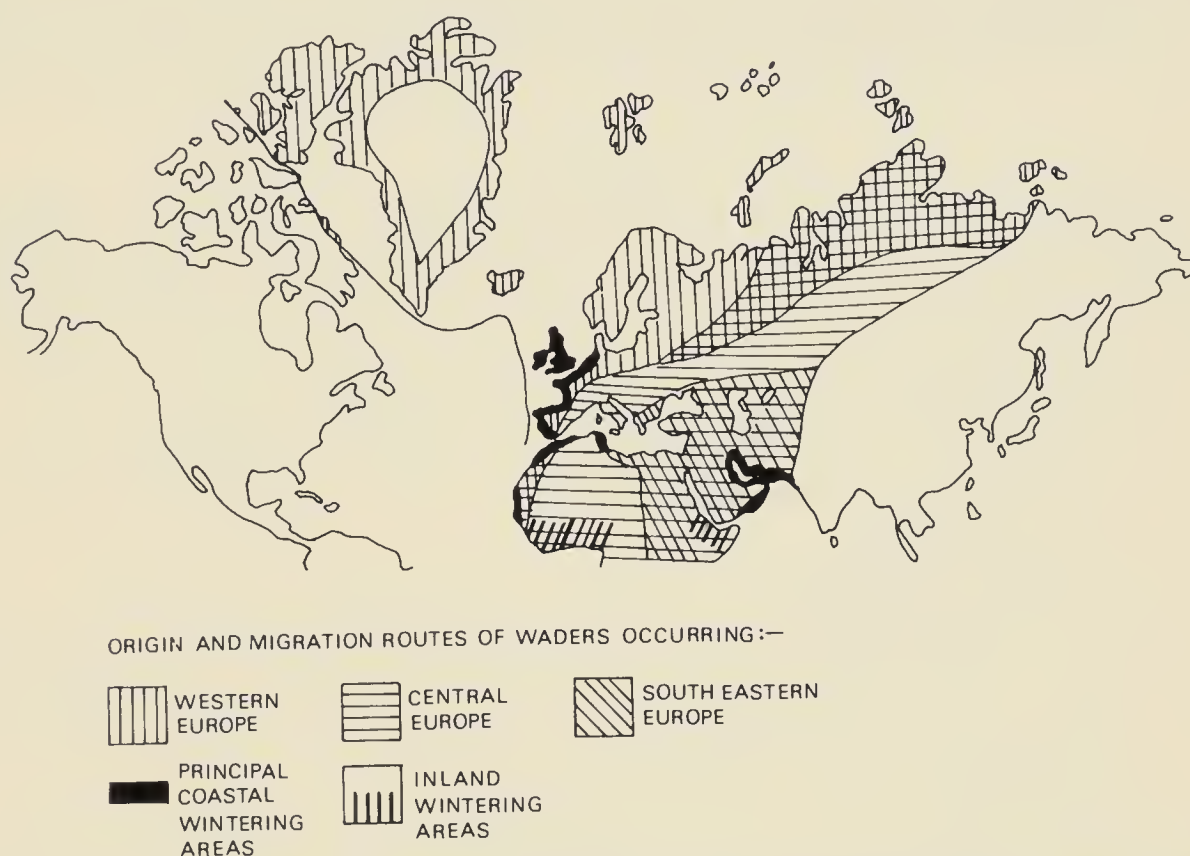 ORIGIN AND MIGRATION ROUTES OF WADERS OCCURRING:—
WESTERN
EUROPE
CENTRAL
EUROPE
SOUTH EASTERN
EUROPE
PRINCIPAL
COASTAL
WINTERING
AREAS
INLAND
WINTERING
AREAS